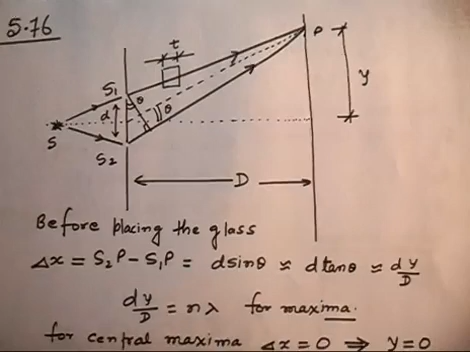 5.76
t
P
S₁
θ
θ
d
y
S
S₂
D
Before placing the glass
Δx = S₂P - S₁P = d sinθ ≈ d tanθ ≈ dy/D
dy/D = nλ for maxima.
for central maxima Δx = 0 ⇒ y = 0